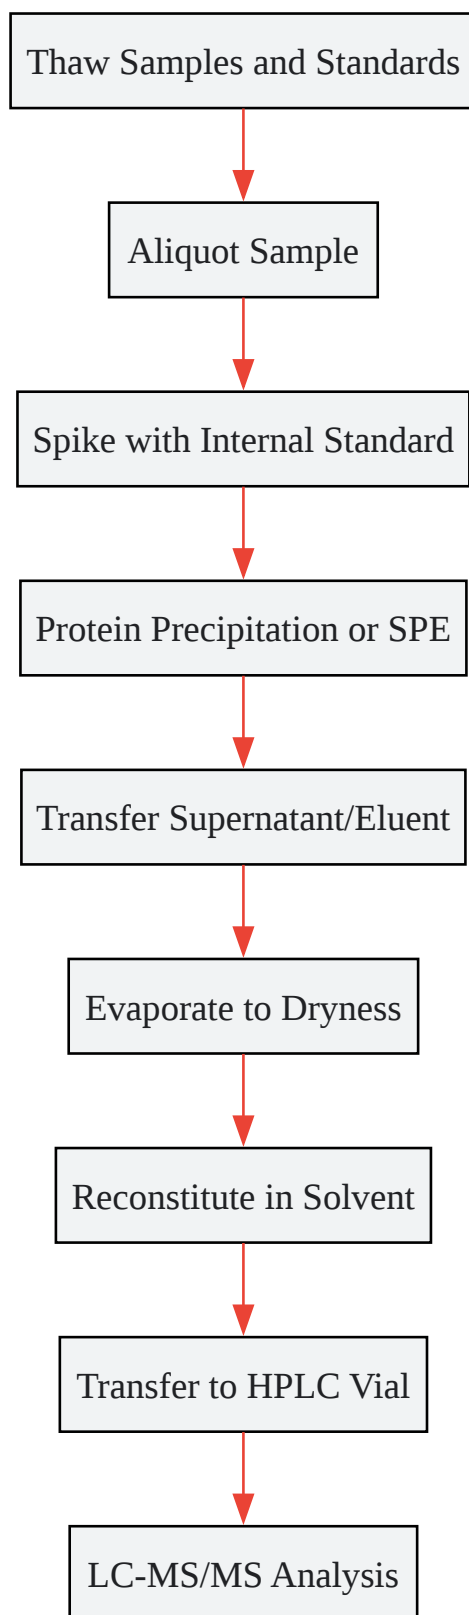 Thaw Samples and Standards
Aliquot Sample
Spike with Internal Standard
Protein Precipitation or SPE
Transfer Supernatant/Eluent
Evaporate to Dryness
Reconstitute in Solvent
Transfer to HPLC Vial
LC-MS/MS Analysis